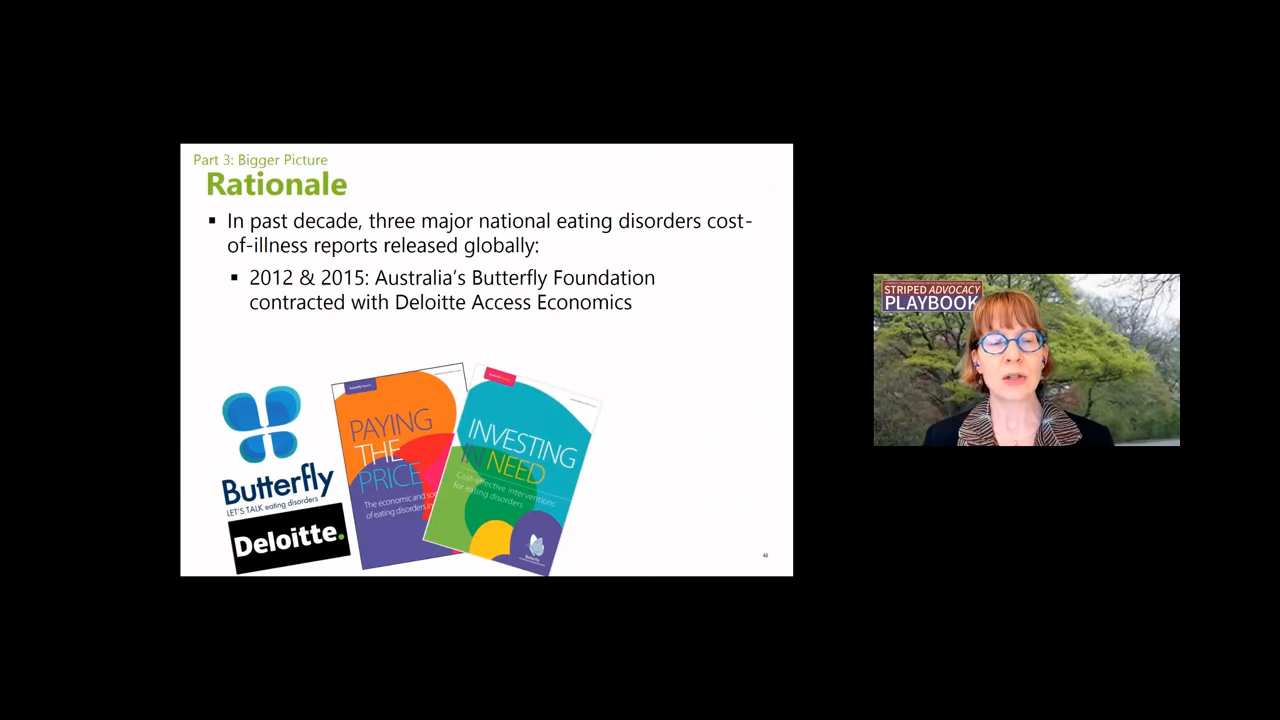 Part 3: Bigger Picture
Rationale
▪ In past decade, three major national eating disorders cost-
of-illness reports released globally:
▪ 2012 & 2015: Australia's Butterfly Foundation
contracted with Deloitte Access Economics
Butterfly
LET'S TALK eating disorders
Deloitte.
PAYING
THE
PRICE
The economic and
of eating disorders
INVESTING
IN NEED
Cost-effective interventions
for eating disorders
Butterfly
46
STRIPED ADVOCACY
PLAYBOOK